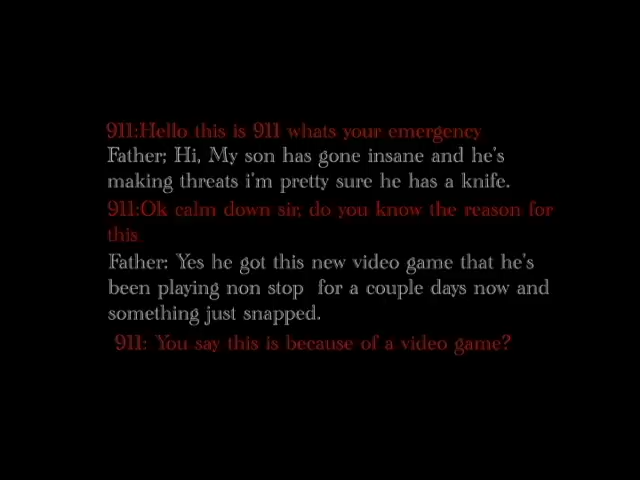 911:Hello this is 911 whats your emergency
Father; Hi, My son has gone insane and he's
making threats i'm pretty sure he has a knife.
911:Ok calm down sir, do you know the reason for
this
Father: Yes he got this new video game that he's
been playing non stop for a couple days now and
something just snapped.
911: You say this is because of a video game?